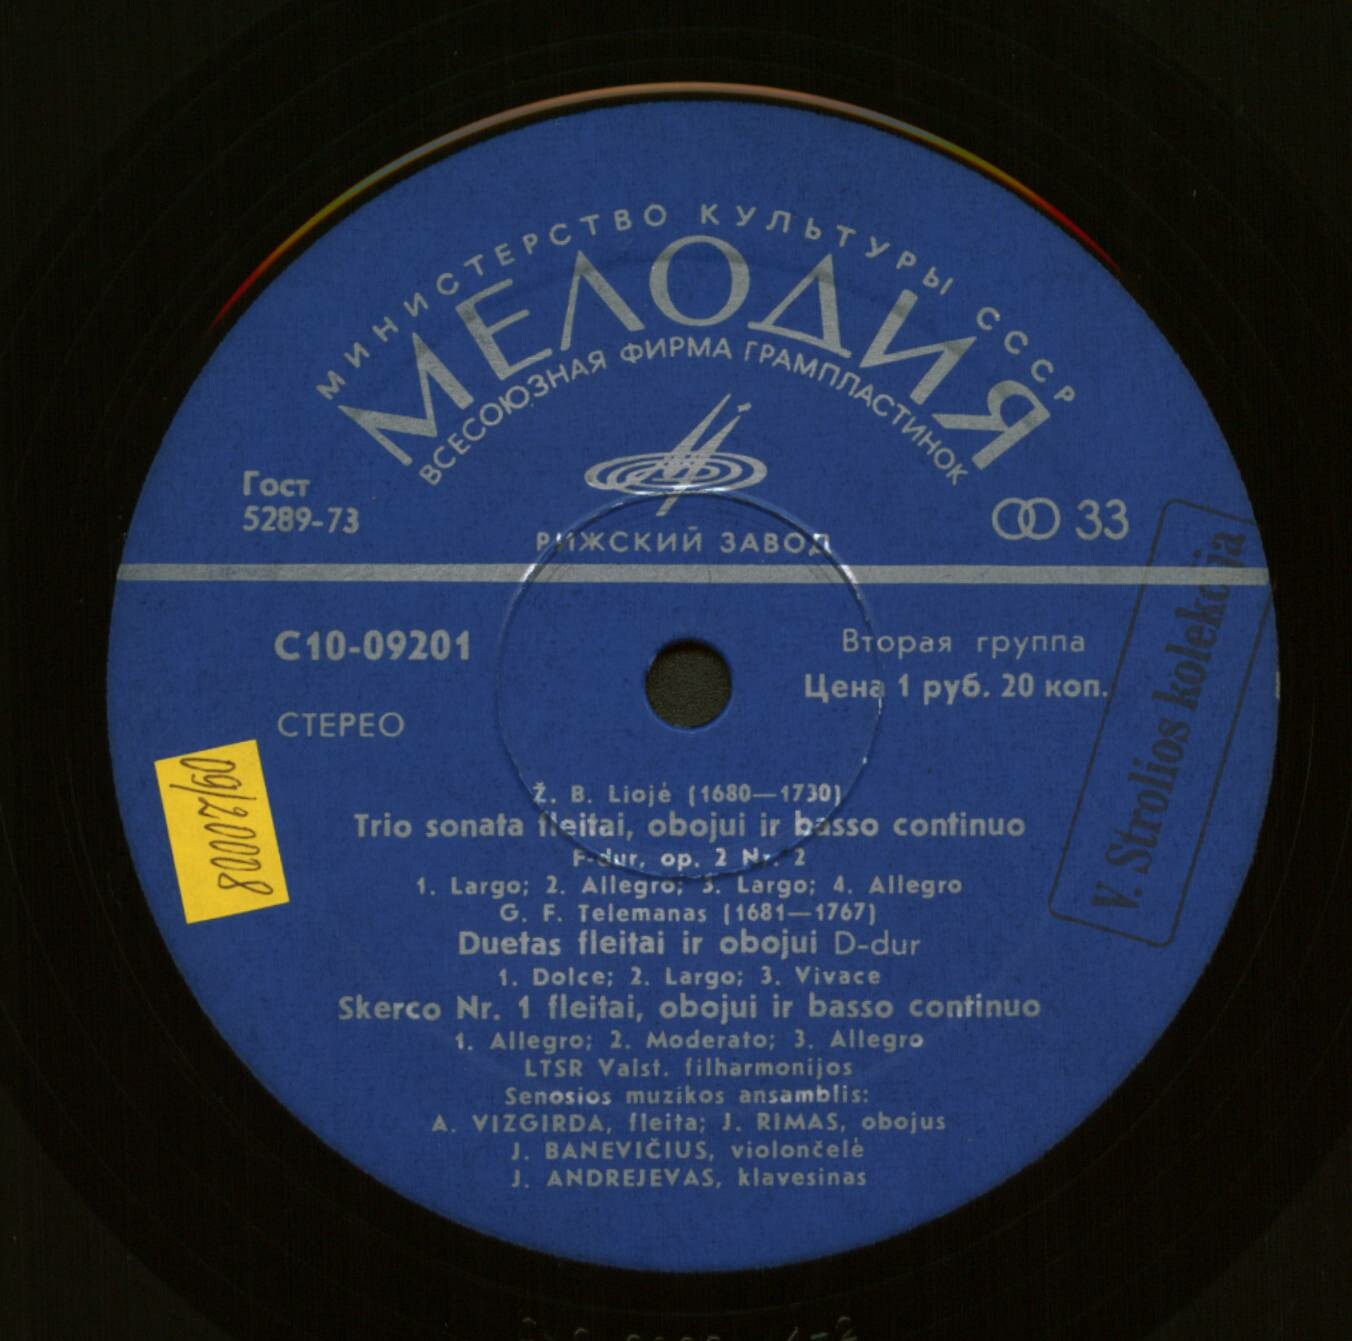 МИНИСТЕРСТВО КУЛЬТУРЫ СССР
МЕЛОДИЯ
ВСЕСОЮЗНАЯ ФИРМА ГРАМПЛАСТИНОК
Гост
5289-73
33
РИЖСКИЙ ЗАВОД
С10-09201
Вторая группа
Цена 1 руб. 20 коп.
СТЕРЕО
V. Strolios kolekcija
Ž. B. Liojė (1680—1730)
Trio sonata fleitai, obojui ir basso continuo
F-dur, op. 2 Nr. 2
1. Largo; 2. Allegro; 3. Largo; 4. Allegro
G. F. Telemanas (1681—1767)
Duetas fleitai ir obojui D-dur
1. Dolce; 2. Largo; 3. Vivace
Skerco Nr. 1 fleitai, obojui ir basso continuo
1. Allegro; 2. Moderato; 3. Allegro
LTSR Valst. filharmonijos
Senosios muzikos ansamblis:
A. VIZGIRDA, fleita; J. RIMAS, obojus
J. BANEVIČIUS, violončelė
J. ANDREJEVAS, klavesinas